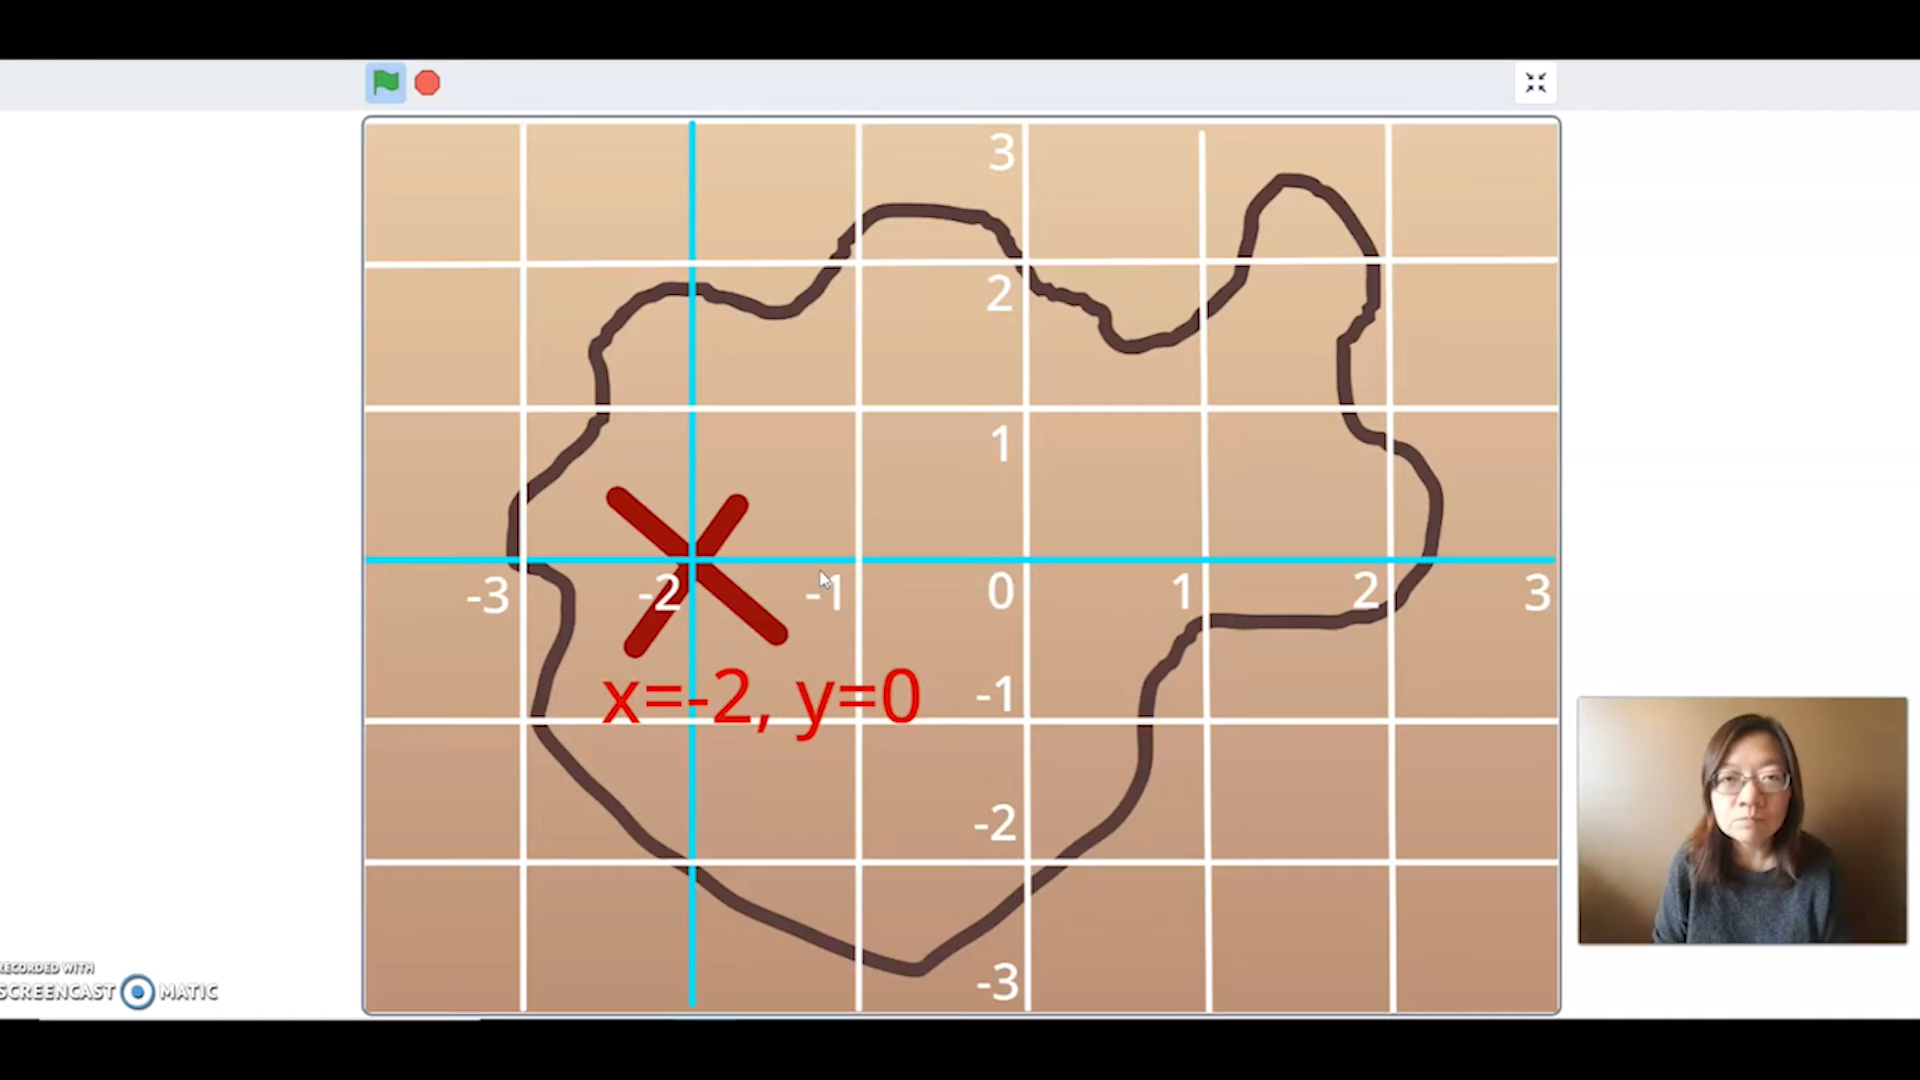 3
2
1
-3 -2 -1 0 1 2 3
x=-2, y=0
-1
-2
-3
RECORDED WITH
SCREENCAST MATIC